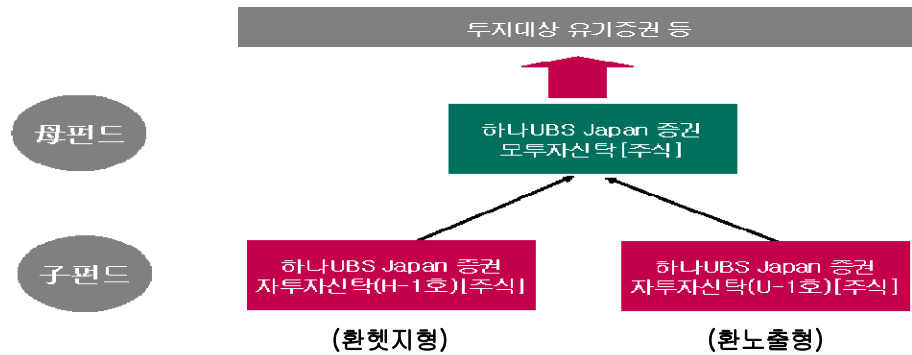 투자대상 유가증권 등
母펀드
하나UBS Japan 증권
모투자신탁[주식]
子펀드
하나UBS Japan 증권
자투자신탁(H-1호)[주식]
하나UBS Japan 증권
자투자신탁(U-1호)[주식]
(환헷지형)
(환노출형)